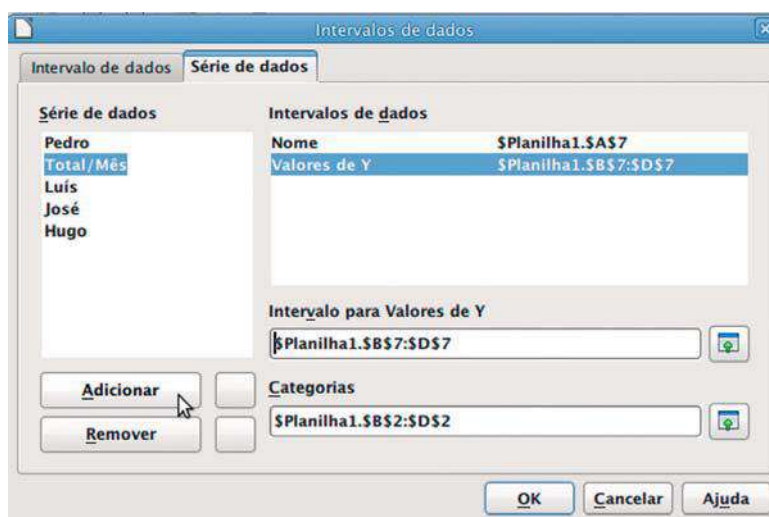 Intervalos de dados
Intervalo de dados Série de dados
Série de dados
Pedro
Total/Mês
Luís
José
Hugo
Adicionar
Remover
Intervalos de dados
Nome $Planilha1.$A$7
Valores de Y $Planilha1.$B$7:$D$7
Intervalo para Valores de Y
$Planilha1.$B$7:$D$7
Categorias
$Planilha1.$B$2:$D$2
OK Cancelar Ajuda